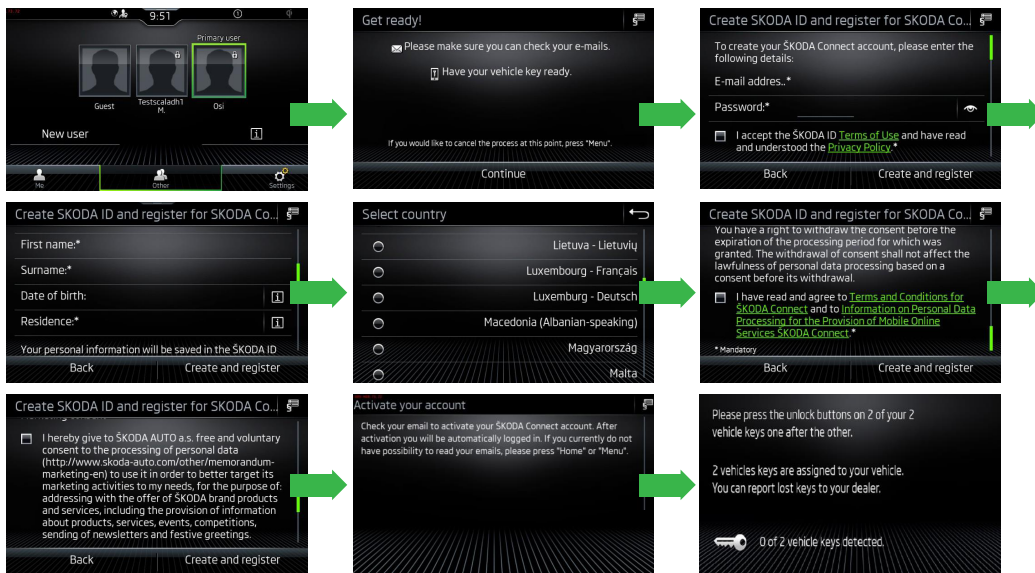 9:51
Primary user
Guest
Testscaladh1
M.
Osi
New user
Me
Other
Settings
Get ready!
Please make sure you can check your e-mails.
Have your vehicle key ready.
If you would like to cancel the process at this point, press "Menu".
Continue
Create SKODA ID and register for SKODA Co...
To create your ŠKODA Connect account, please enter the
following details:
E-mail addres..*
Password:*
I accept the ŠKODA ID Terms of Use and have read
and understood the Privacy Policy.*
Back
Create and register
Create SKODA ID and register for SKODA Co...
First name:*
Surname:*
Date of birth:
Residence:*
Your personal information will be saved in the ŠKODA ID
Back
Create and register
Select country
Lietuva - Lietuvių
Luxembourg - Français
Luxemburg - Deutsch
Macedonia (Albanian-speaking)
Magyarország
Malta
Create SKODA ID and register for SKODA Co...
You have a right to withdraw the consent before the
expiration of the processing period for which was
granted. The withdrawal of consent shall not affect the
lawfulness of personal data processing based on a
consent before its withdrawal.
I have read and agree to Terms and Conditions for
ŠKODA Connect and to Information on Personal Data
Processing for the Provision of Mobile Online
Services ŠKODA Connect.*
* Mandatory
Back
Create and register
Create SKODA ID and register for SKODA Co...
I hereby give to ŠKODA AUTO a.s. free and voluntary
consent to the processing of personal data
(http://www.skoda-auto.com/other/memorandum-
marketing-en) to use it in order to better target its
marketing activities to my needs, for the purpose of:
addressing with the offer of ŠKODA brand products
and services, including the provision of information
about products, services, events, competitions,
sending of newsletters and festive greetings.
Back
Create and register
Activate your account
Check your email to activate your ŠKODA Connect account. After
activation you will be automatically logged in. If you currently do not
have possibility to read your emails, please press "Home" or "Menu".
Please press the unlock buttons on 2 of your 2
vehicle keys one after the other.
2 vehicles keys are assigned to your vehicle.
You can report lost keys to your dealer.
0 of 2 vehicle keys detected.